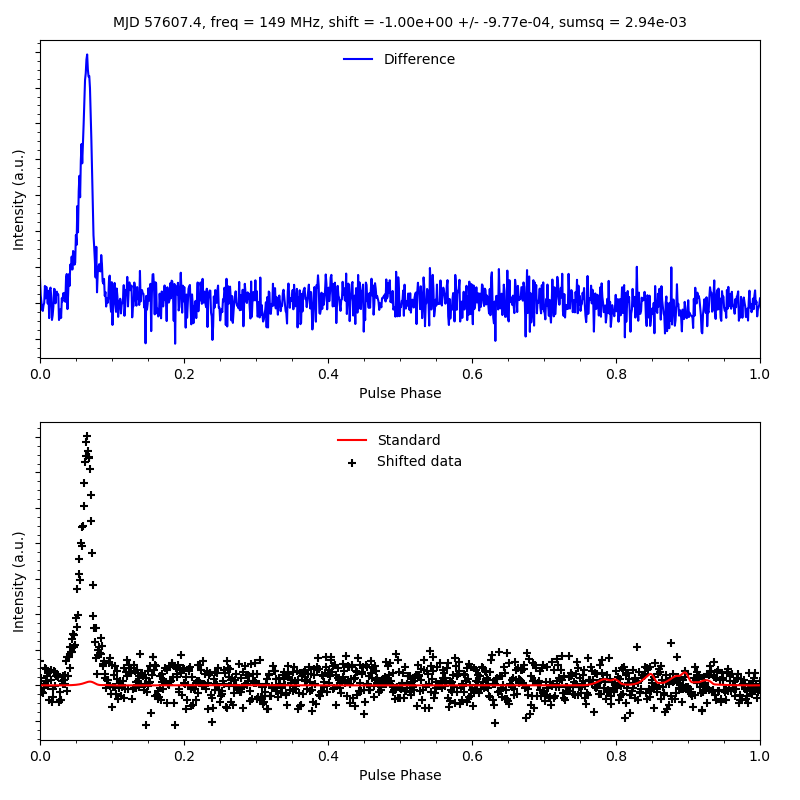 MJD 57607.4, freq = 149 MHz, shift = -1.00e+00 +/- -9.77e-04, sumsq = 2.94e-03
Difference
Intensity (a.u.)
0.0 0.2 0.4 0.6 0.8 1.0
Pulse Phase
Standard
Shifted data
Intensity (a.u.)
0.0 0.2 0.4 0.6 0.8 1.0
Pulse Phase